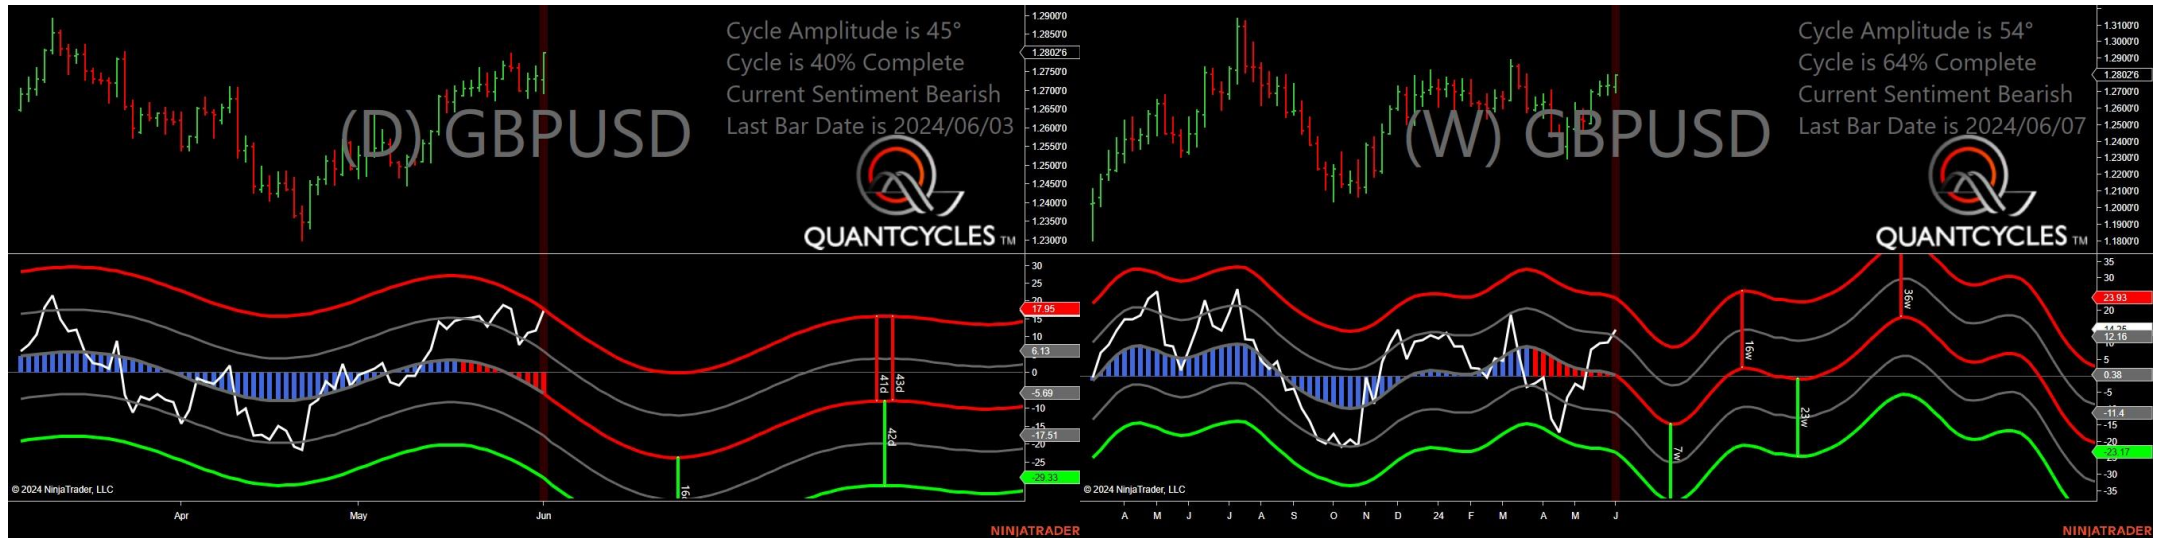 Cycle Amplitude is 45°
Cycle is 40% Complete
Current Sentiment Bearish
Last Bar Date is 2024/06/03
(D) GBPUSD
QUANTCYCLES TM
1.2900'0
1.2850'0
1.2802'6
1.2750'0
1.2700'0
1.2650'0
1.2600'0
1.2550'0
1.2500'0
1.2450'0
1.2400'0
1.2350'0
1.2300'0
30
25
20
17.95
15
10
6.13
0
-5.69
-10
-15
-17.51
-20
-25
-29.33
41d
43d
42d
© 2024 NinjaTrader, LLC
Apr
May
Jun
NINJATRADER
Cycle Amplitude is 54°
Cycle is 64% Complete
Current Sentiment Bearish
Last Bar Date is 2024/06/07
(W) GBPUSD
QUANTCYCLES TM
1.3100'0
1.3000'0
1.2900'0
1.2802'6
1.2700'0
1.2600'0
1.2500'0
1.2400'0
1.2300'0
1.2200'0
1.2100'0
1.2000'0
1.1900'0
1.1800'0
35
30
25
23.93
20
14.25
12.16
10
5
0.38
-5
-11.4
-15
-20
-23.17
-30
-35
7w
16w
23w
36w
© 2024 NinjaTrader, LLC
A M J J A S O N D 24 F M A M J
NINJATRADER